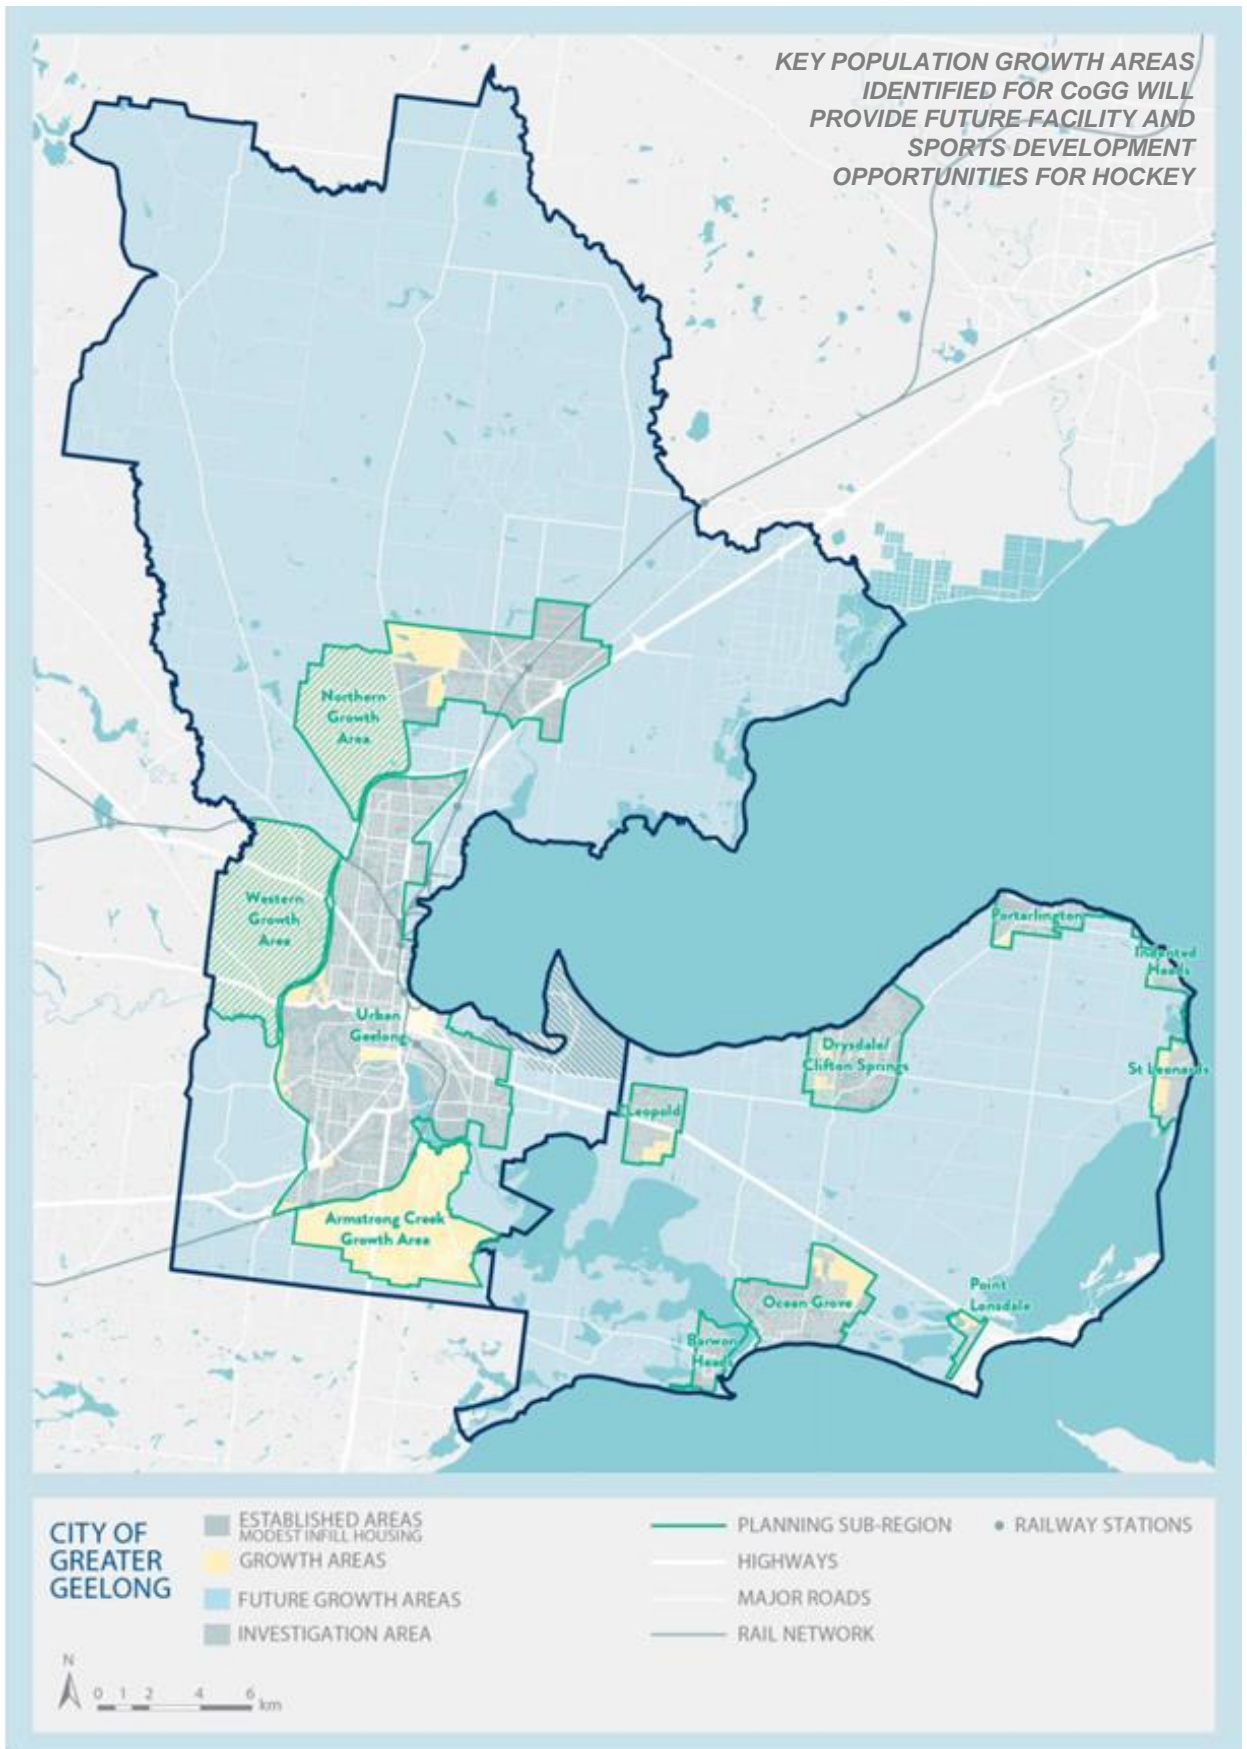 KEY POPULATION GROWTH AREAS
IDENTIFIED FOR CoGG WILL
PROVIDE FUTURE FACILITY AND
SPORTS DEVELOPMENT
OPPORTUNITIES FOR HOCKEY
Northern
Growth
Area
Western
Growth
Area
Portarlington
Indented
Heads
Urban
Geelong
Drysdale/
Clifton Springs
St Leonards
Leopold
Armstrong Creek
Growth Area
Point
Lonsdale
Ocean Grove
Barwon
Heads
CITY OF
GREATER
GEELONG
ESTABLISHED AREAS
MODEST INFILL HOUSING
GROWTH AREAS
FUTURE GROWTH AREAS
INVESTIGATION AREA
PLANNING SUB-REGION
HIGHWAYS
MAJOR ROADS
RAIL NETWORK
RAILWAY STATIONS
N
0 1 2 4 6 km